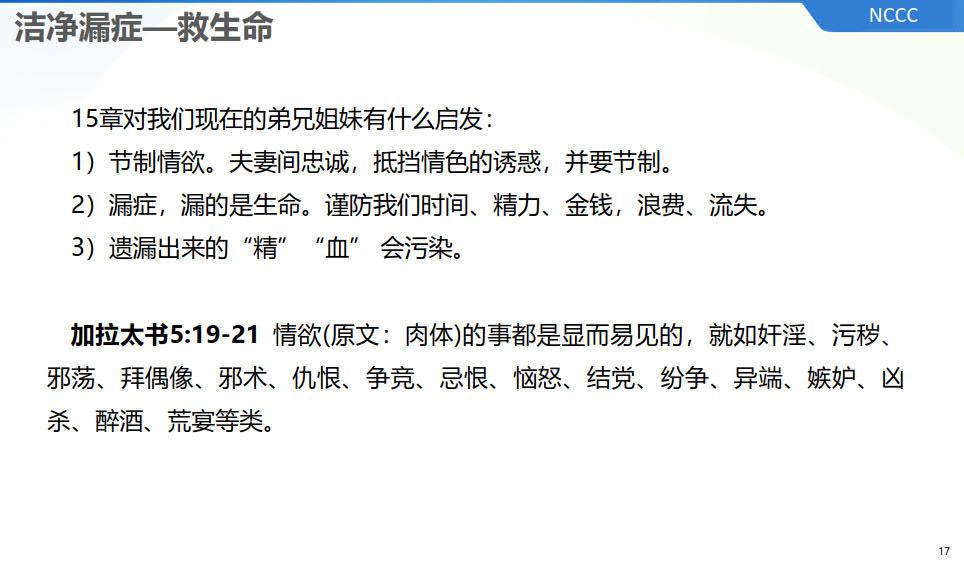 洁净漏症—救生命
NCCC
15章对我们现在的弟兄姐妹有什么启发：
1）节制情欲。夫妻间忠诚，抵挡情色的诱惑，并要节制。
2）漏症，漏的是生命。谨防我们时间、精力、金钱，浪费、流失。
3）遗漏出来的“精” “血” 会污染。
加拉太书5:19-21 情欲(原文：肉体)的事都是显而易见的，就如奸淫、污秽、
邪荡、拜偶像、邪术、仇恨、争竞、忌恨、恼怒、结党、纷争、异端、嫉妒、凶
杀、醉酒、荒宴等类。
17